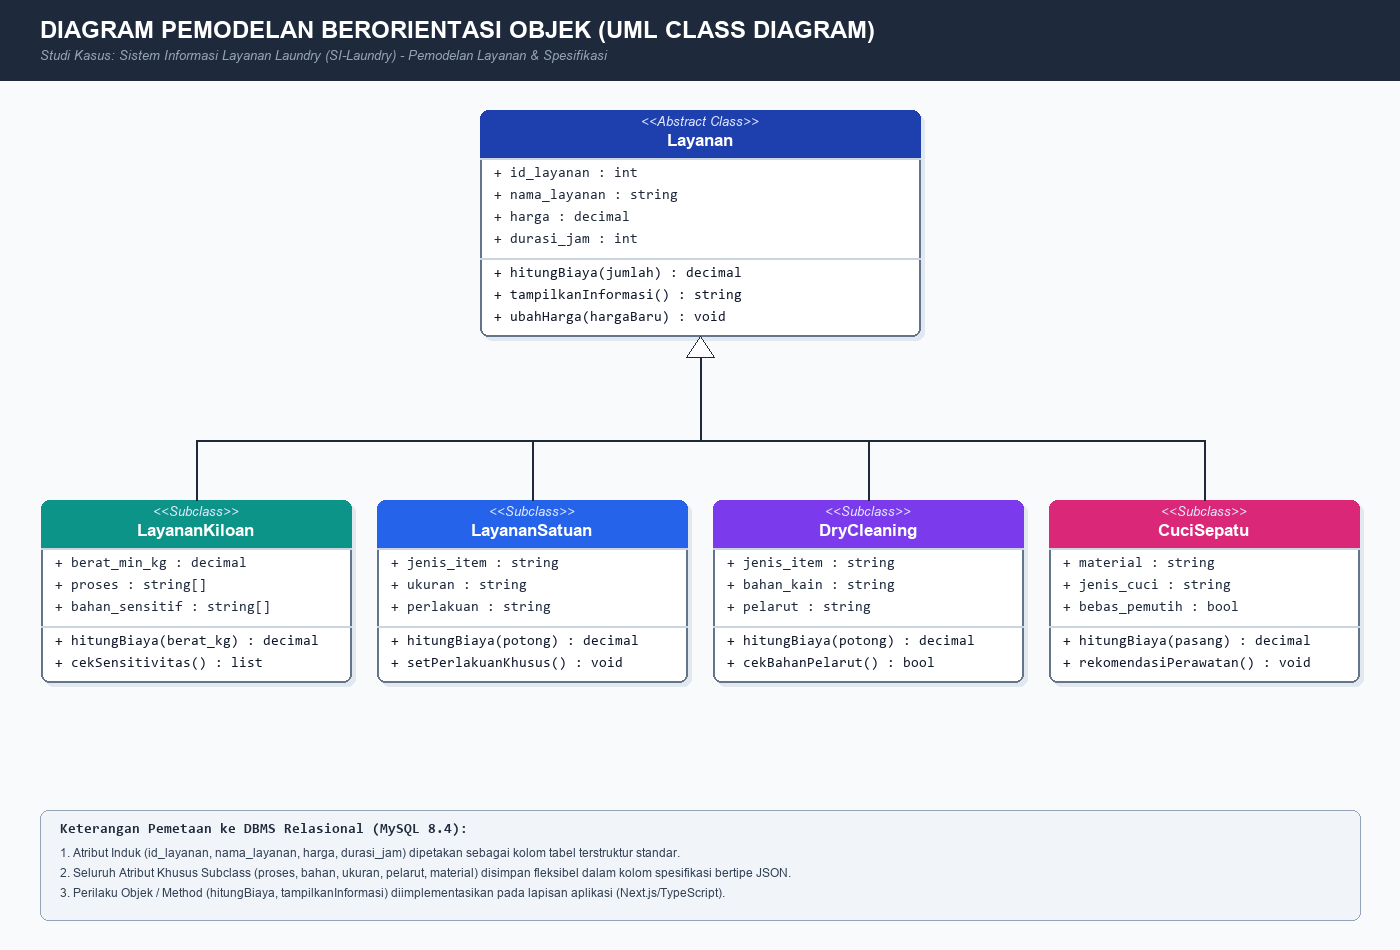 DIAGRAM PEMODELAN BERORIENTASI OBJEK (UML CLASS DIAGRAM)
Studi Kasus: Sistem Informasi Layanan Laundry (SI-Laundry) - Pemodelan Layanan & Spesifikasi
<<Abstract Class>>
Layanan
+ id_layanan : int
+ nama_layanan : string
+ harga : decimal
+ durasi_jam : int
+ hitungBiaya(jumlah) : decimal
+ tampilkanInformasi() : string
+ ubahHarga(hargaBaru) : void
<<Subclass>>
LayananKiloan
+ berat_min_kg : decimal
+ proses : string[]
+ bahan_sensitif : string[]
+ hitungBiaya(berat_kg) : decimal
+ cekSensitivitas() : list
<<Subclass>>
LayananSatuan
+ jenis_item : string
+ ukuran : string
+ perlakuan : string
+ hitungBiaya(potong) : decimal
+ setPerlakuanKhusus() : void
<<Subclass>>
DryCleaning
+ jenis_item : string
+ bahan_kain : string
+ pelarut : string
+ hitungBiaya(potong) : decimal
+ cekBahanPelarut() : bool
<<Subclass>>
CuciSepatu
+ material : string
+ jenis_cuci : string
+ bebas_pemutih : bool
+ hitungBiaya(pasang) : decimal
+ rekomendasiPerawatan() : void
Keterangan Pemetaan ke DBMS Relasional (MySQL 8.4):
1. Atribut Induk (id_layanan, nama_layanan, harga, durasi_jam) dipetakan sebagai kolom tabel terstruktur standar.
2. Seluruh Atribut Khusus Subclass (proses, bahan, ukuran, pelarut, material) disimpan fleksibel dalam kolom spesifikasi bertipe JSON.
3. Perilaku Objek / Method (hitungBiaya, tampilkanInformasi) diimplementasikan pada lapisan aplikasi (Next.js/TypeScript).